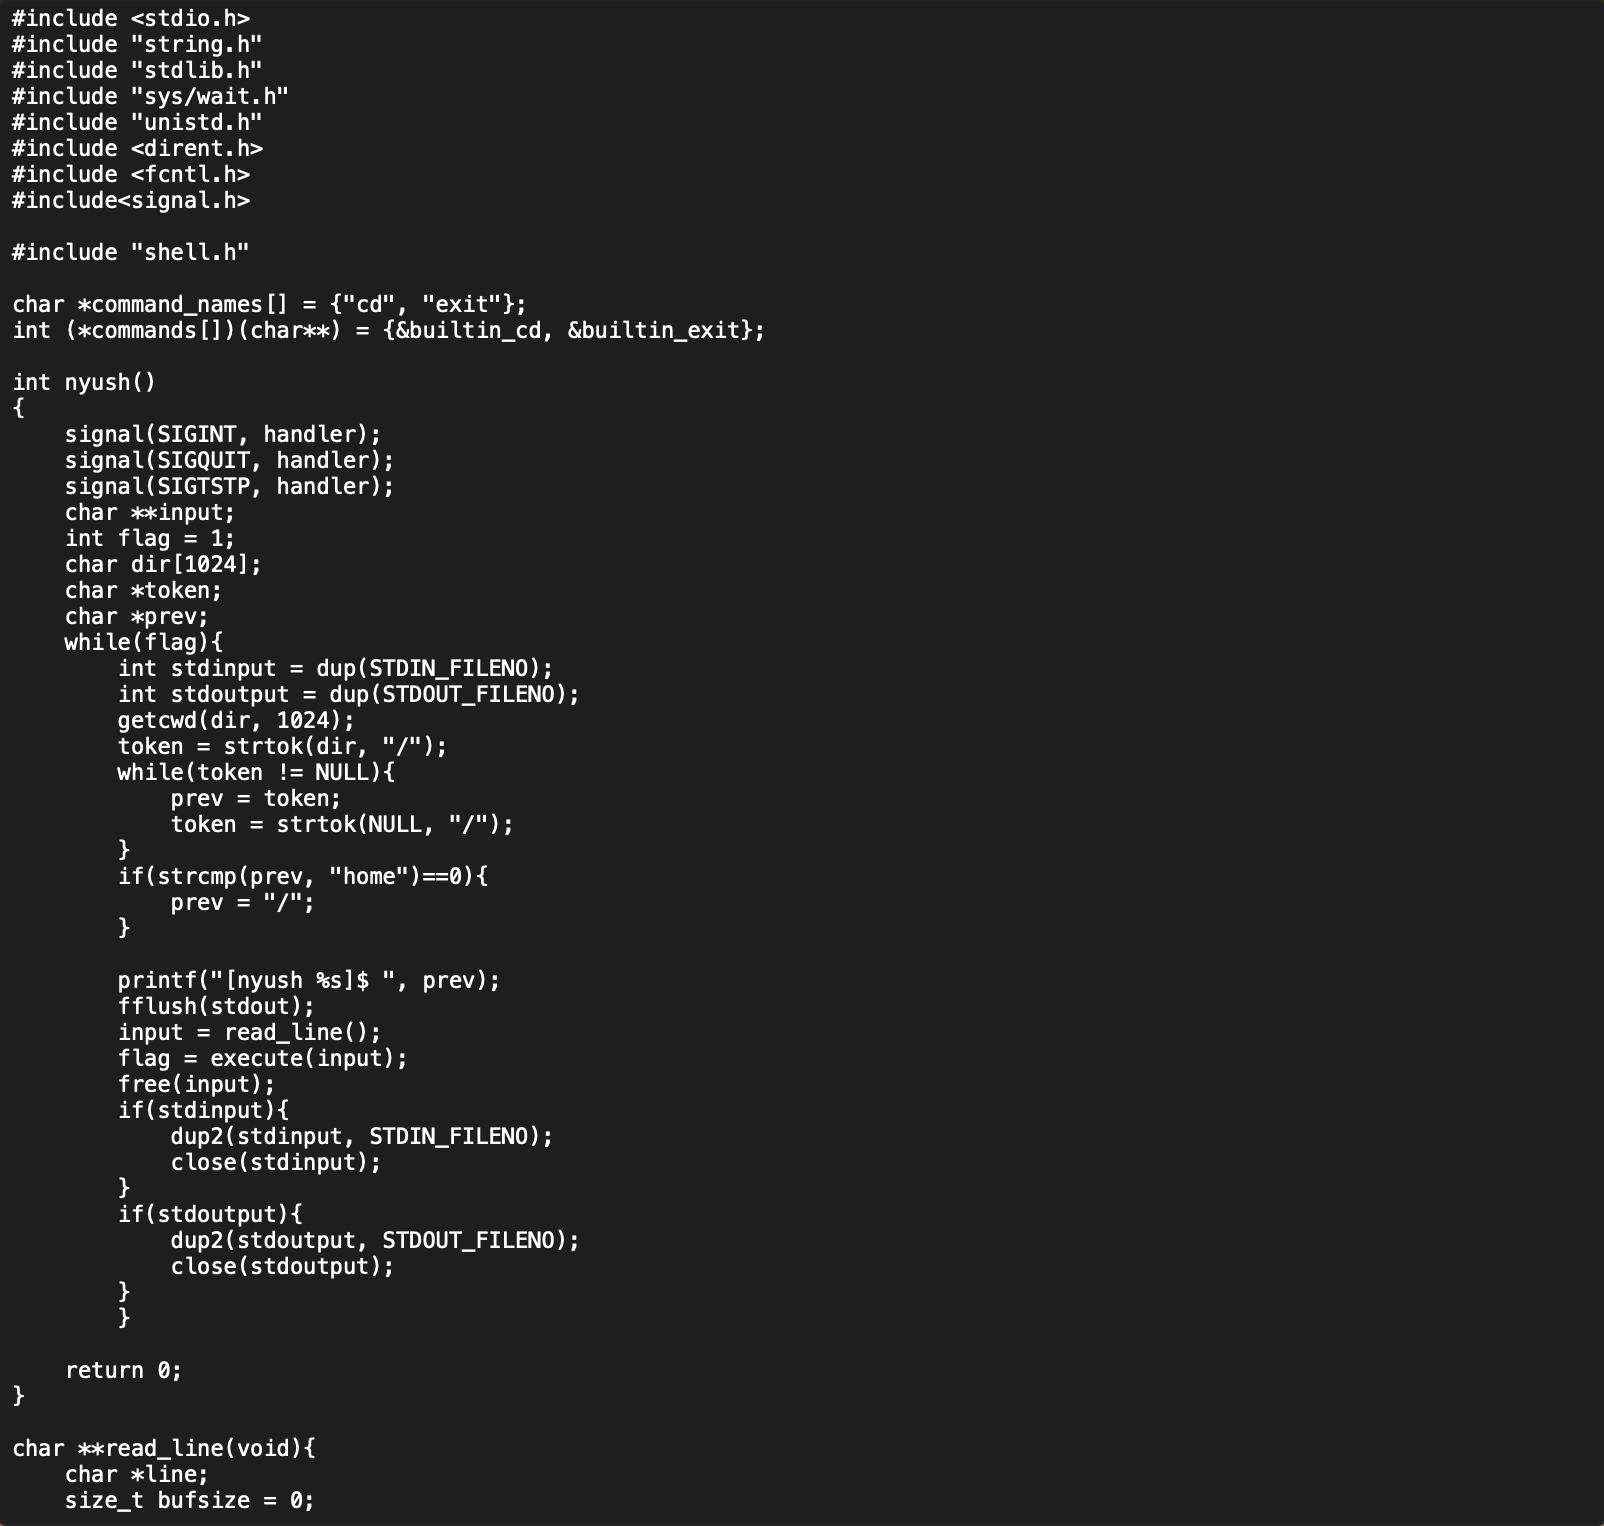 #include <stdio.h>
#include "string.h"
#include "stdlib.h"
#include "sys/wait.h"
#include "unistd.h"
#include <dirent.h>
#include <fcntl.h>
#include<signal.h>

#include "shell.h"

char *command_names[] = {"cd", "exit"};
int (*commands[])(char**) = {&builtin_cd, &builtin_exit};

int nyush()
{
    signal(SIGINT, handler);
    signal(SIGQUIT, handler);
    signal(SIGTSTP, handler);
    char **input;
    int flag = 1;
    char dir[1024];
    char *token;
    char *prev;
    while(flag){
        int stdinput = dup(STDIN_FILENO);
        int stdoutput = dup(STDOUT_FILENO);
        getcwd(dir, 1024);
        token = strtok(dir, "/");
        while(token != NULL){
            prev = token;
            token = strtok(NULL, "/");
        }
        if(strcmp(prev, "home")==0){
            prev = "/";
        }

        printf("[nyush %s]$ ", prev);
        fflush(stdout);
        input = read_line();
        flag = execute(input);
        free(input);
        if(stdinput){
            dup2(stdinput, STDIN_FILENO);
            close(stdinput);
        }
        if(stdoutput){
            dup2(stdoutput, STDOUT_FILENO);
            close(stdoutput);
        }
        }

    return 0;
}

char **read_line(void){
    char *line;
    size_t bufsize = 0;